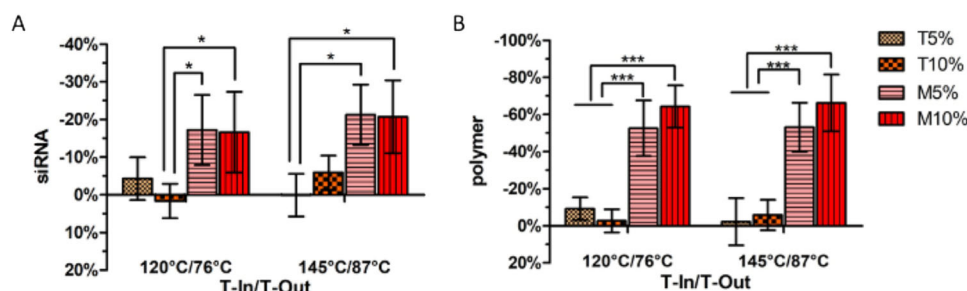 A
siRNA
-40%
-30%
-20%
-10%
0%
10%
20%
*
*
*
*
120°C/76°C
145°C/87°C
T-In/T-Out
B
polymer
-100%
-80%
-60%
-40%
-20%
0%
20%
***
***
***
***
120°C/76°C
145°C/87°C
T-In/T-Out
T5%
T10%
M5%
M10%